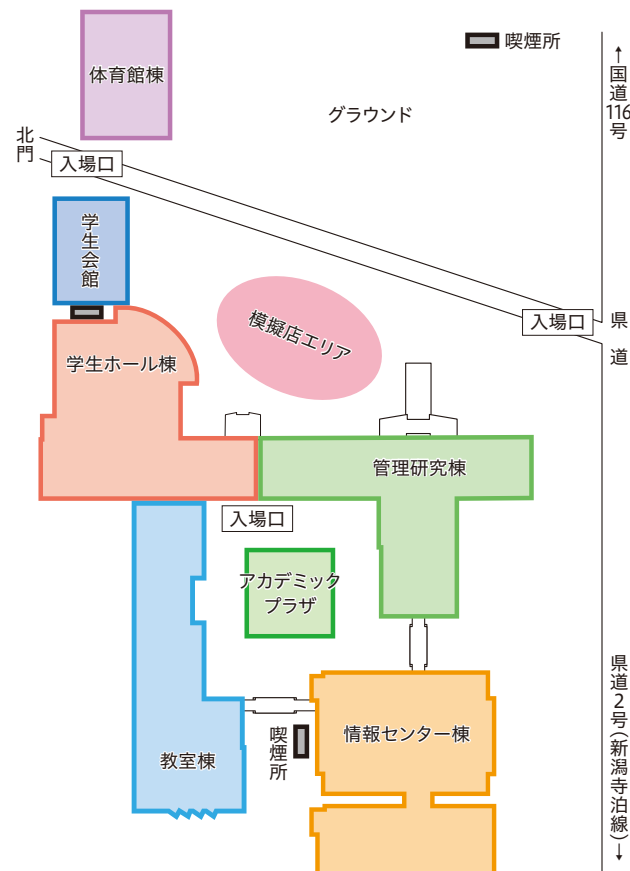 体育館棟
喫煙所
グラウンド
↑国道116号
北門
入場口
学生会館
模擬店エリア
入場口
県道
学生ホール棟
管理研究棟
入場口
アカデミック
プラザ
喫煙所
情報センター棟
教室棟
県道2号(新潟寺泊線)↓